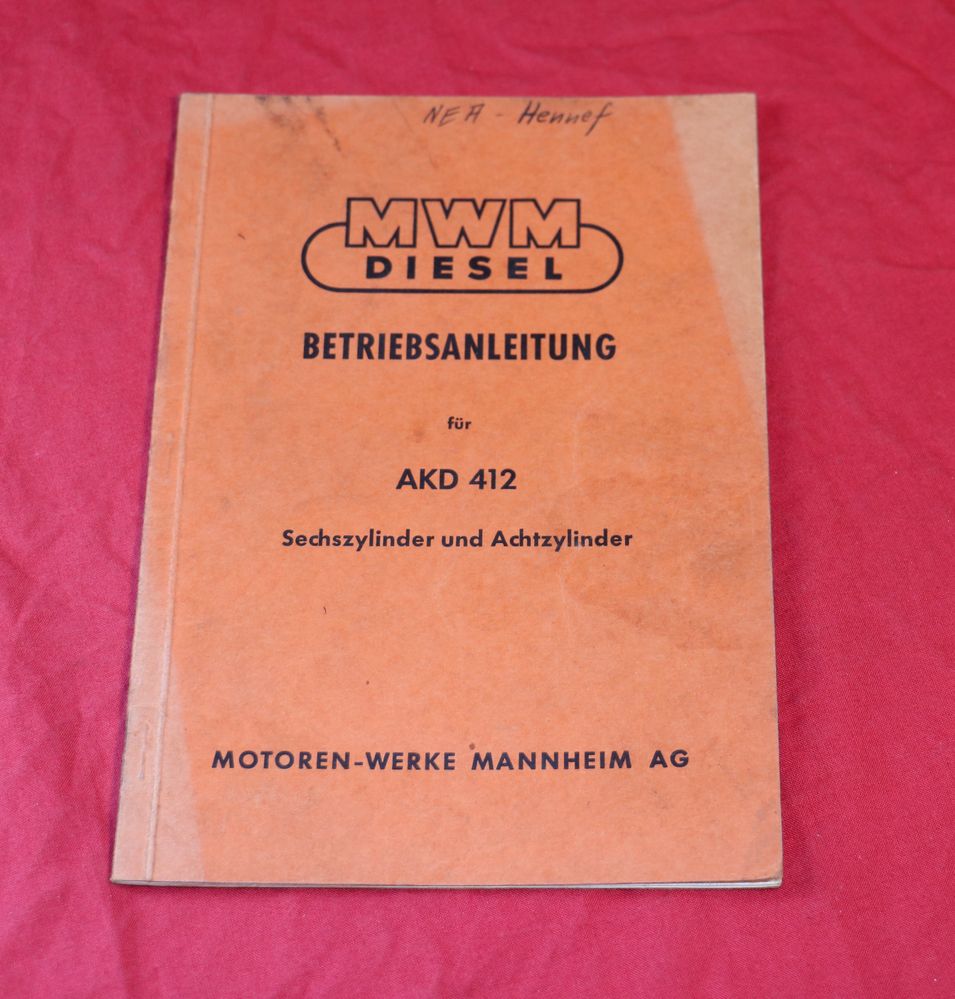 NEA - Hennef
MWM
DIESEL
BETRIEBSANLEITUNG
für
AKD 412
Sechszylinder und Achtzylinder
MOTOREN-WERKE MANNHEIM AG